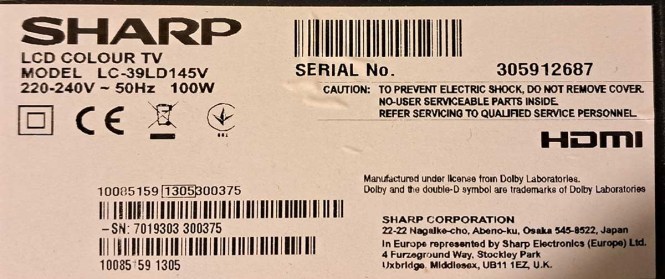 SHARP
LCD COLOUR TV
MODEL LC-39LD145V
220-240V ~ 50Hz 100W
CE
SERIAL No. 305912687
CAUTION: TO PREVENT ELECTRIC SHOCK, DO NOT REMOVE COVER.
NO-USER SERVICEABLE PARTS INSIDE.
REFER SERVICING TO QUALIFIED SERVICE PERSONNEL.
HDMI
Manufactured under license from Dolby Laboratories.
Dolby and the double-D symbol are trademarks of Dolby Laboratories
10085159 1305 300375
-SN: 7019303 300375
10085159 1305
SHARP CORPORATION
22-22 Nagaike-cho, Abeno-ku, Osaka 545-8522, Japan
In Europe represented by Sharp Electronics (Europe) Ltd.
4 Furzeground Way, Stockley Park
Uxbridge, Middlesex, UB11 1EZ, U.K.